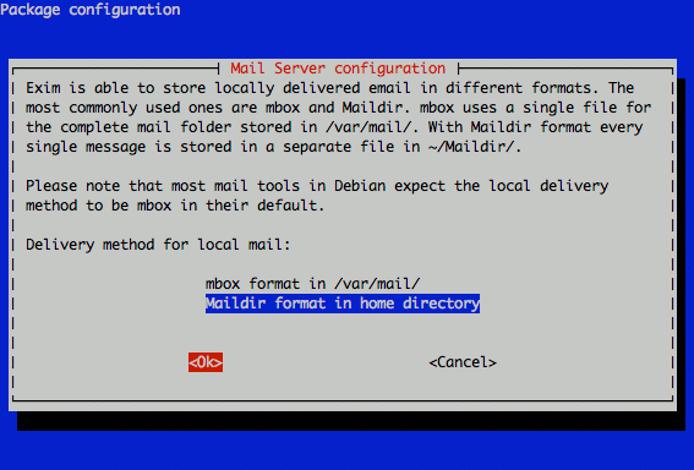 Package configuration
Mail Server configuration
Exim is able to store locally delivered email in different formats. The
most commonly used ones are mbox and Maildir. mbox uses a single file for
the complete mail folder stored in /var/mail/. With Maildir format every
single message is stored in a separate file in ~/Maildir/.
Please note that most mail tools in Debian expect the local delivery
method to be mbox in their default.
Delivery method for local mail:
mbox format in /var/mail/
Maildir format in home directory
<Ok> <Cancel>